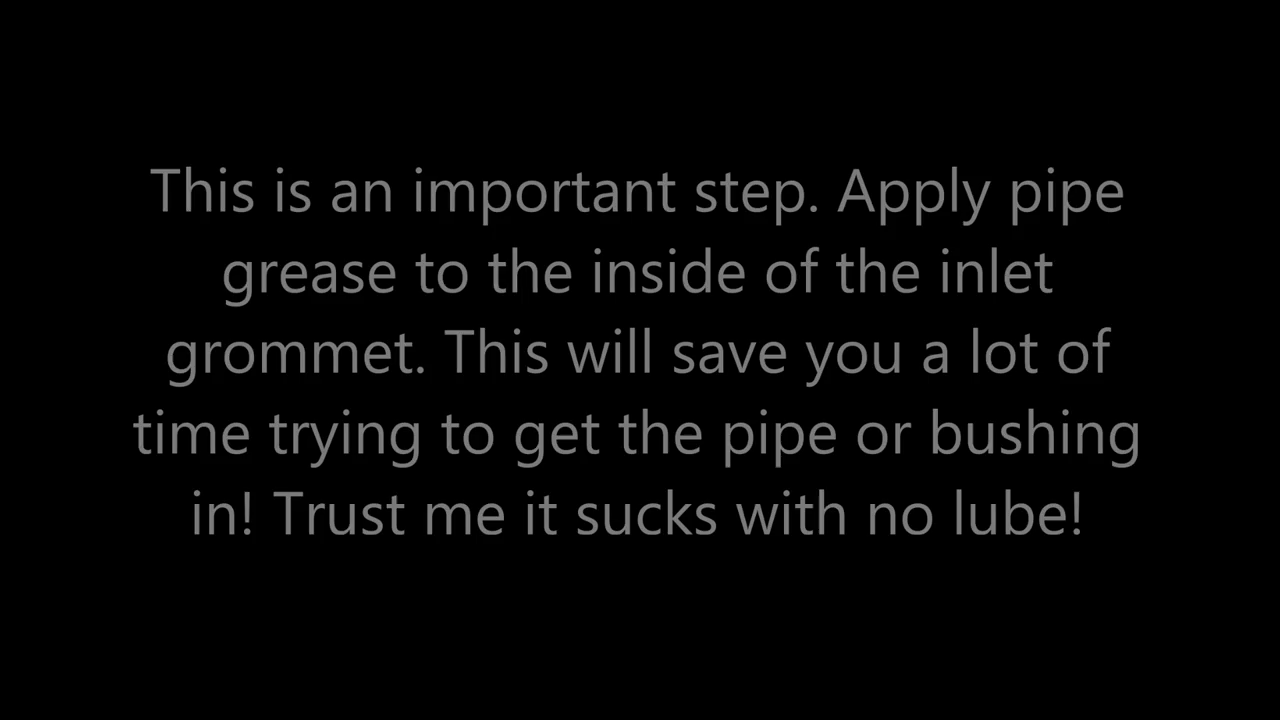 This is an important step. Apply pipe
grease to the inside of the inlet
grommet. This will save you a lot of
time trying to get the pipe or bushing
in! Trust me it sucks with no lube!